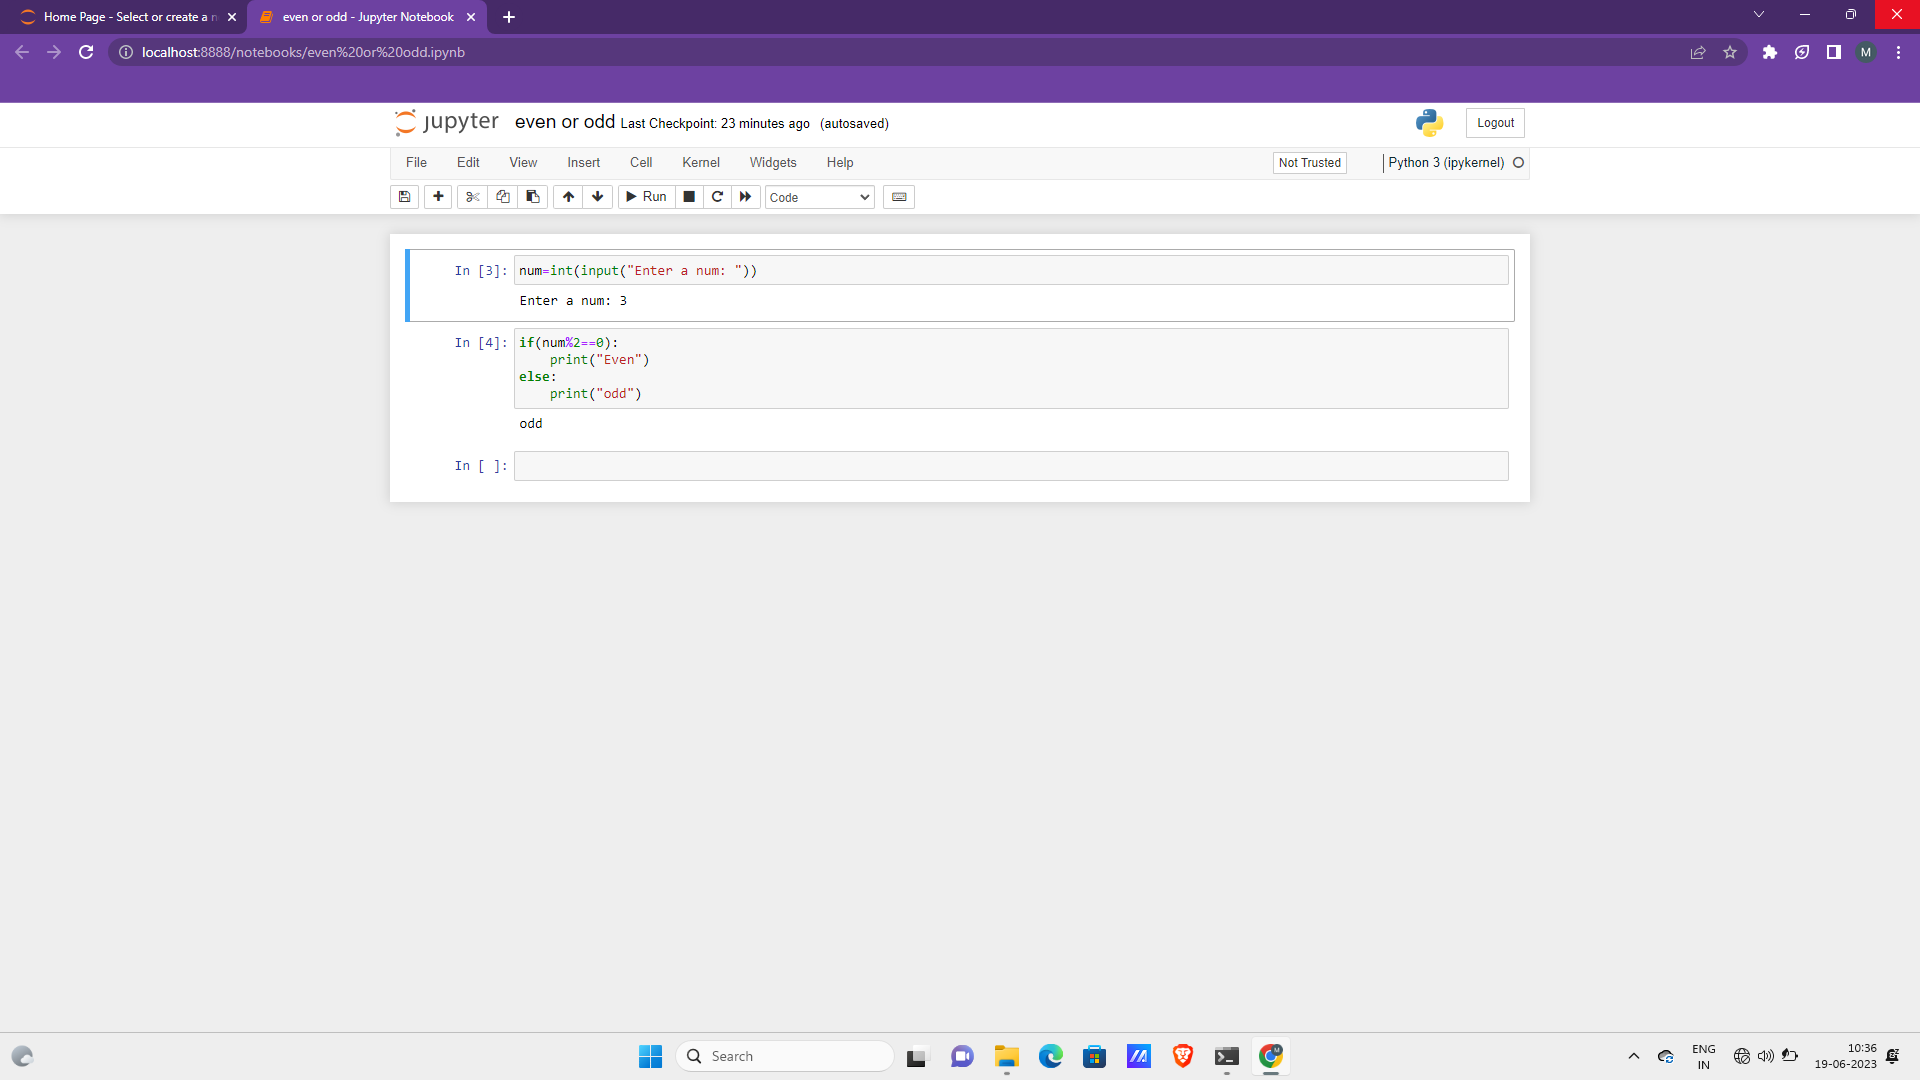 Home Page - Select or create a n
even or odd - Jupyter Notebook
localhost:8888/notebooks/even%20or%20odd.ipynb
M
jupyter even or odd Last Checkpoint: 23 minutes ago (autosaved)
Logout
File Edit View Insert Cell Kernel Widgets Help
Not Trusted
Python 3 (ipykernel)
Run
Code
In [3]: num=int(input("Enter a num: "))
Enter a num: 3
In [4]: if(num%2==0):
    print("Even")
else:
    print("odd")
odd
In [ ]:
Search
ENG
IN
10:36
19-06-2023